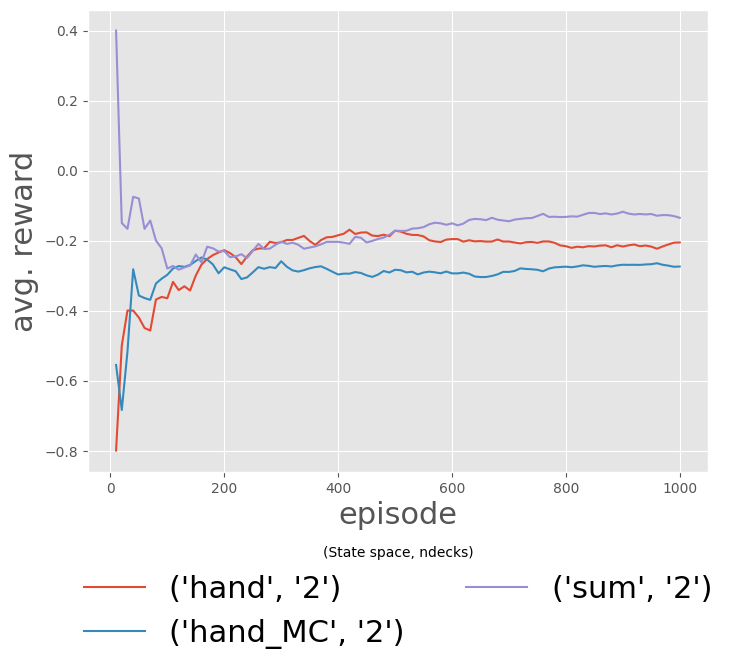 0.4
0.2
0.0
−0.2
−0.4
−0.6
−0.8
avg. reward
0 200 400 600 800 1000
episode
(State space, ndecks)
('hand', '2') ('sum', '2')
('hand_MC', '2')